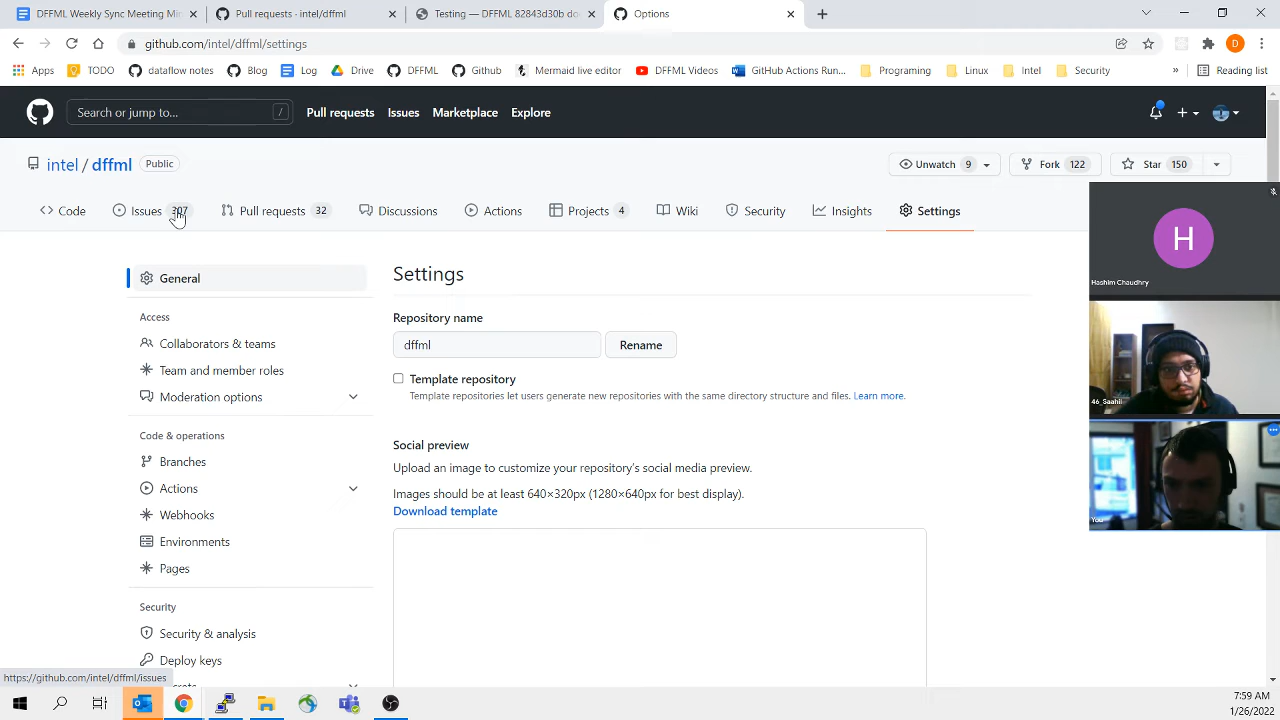 DFFML Weekly Sync Meeting Min
Pull requests · intel/dffml
Testing — DFFML 82843d30b do
Options
github.com/intel/dffml/settings
Apps
TODO
dataflow notes
Blog
Log
Drive
DFFML
Github
Mermaid live editor
DFFML Videos
GitHub Actions Run...
Programing
Linux
Intel
Security
»
Reading list
Search or jump to...
/
Pull requests
Issues
Marketplace
Explore
intel / dffml
Public
Unwatch 9
Fork 122
Star 150
Code
Issues 307
Pull requests 32
Discussions
Actions
Projects 4
Wiki
Security
Insights
Settings
General
Access
Collaborators & teams
Team and member roles
Moderation options
Code & operations
Branches
Actions
Webhooks
Environments
Pages
Security
Security & analysis
Deploy keys
Settings
Repository name
dffml
Rename
Template repository
Template repositories let users generate new repositories with the same directory structure and files. Learn more.
Social preview
Upload an image to customize your repository's social media preview.
Images should be at least 640×320px (1280×640px for best display).
Download template
H
Hashim Chaudhry
46_Saahil
You
https://github.com/intel/dffml/issues
7:59 AM
1/26/2022